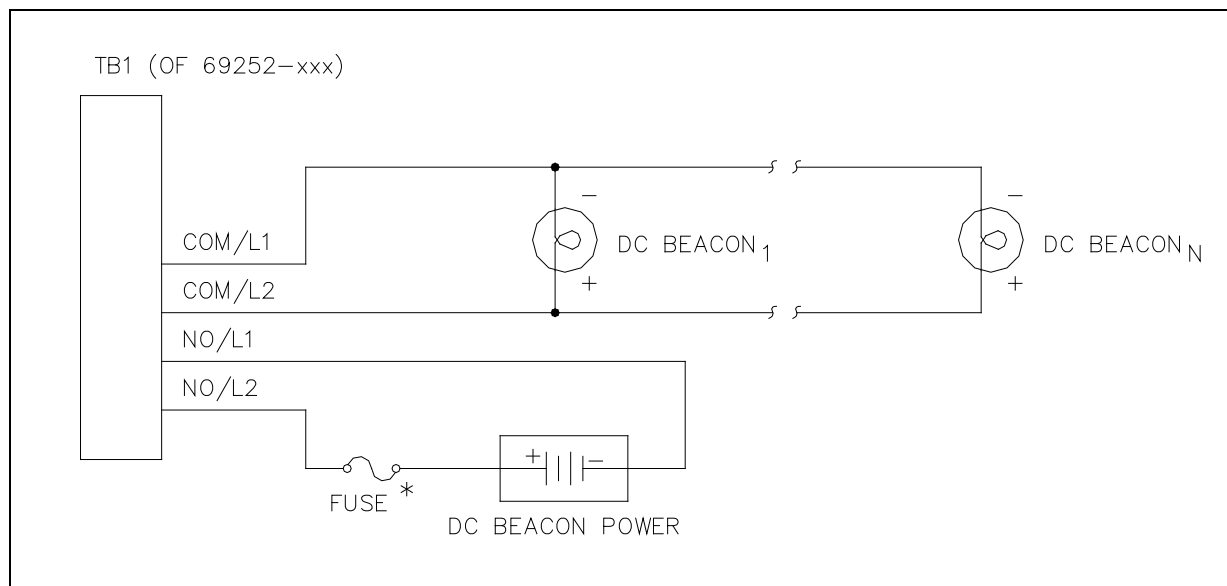 TB1 (OF 69252-xxx)
COM/L1
COM/L2
NO/L1
NO/L2
-
DC BEACON1
+
-
DC BEACONN
+
+ -
FUSE *
DC BEACON POWER